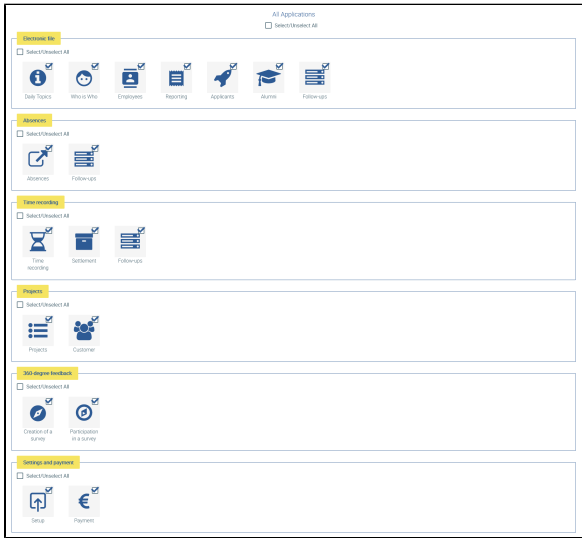 All Applications
Select/Unselect All
Electronic file
Select/Unselect All
Daily Topics Who is Who Employees Reporting Applicants Alumni Follow-ups
Absences
Select/Unselect All
Absences Follow-ups
Time recording
Select/Unselect All
Time Settlement Follow-ups
recording
Projects
Select/Unselect All
Projects Customer
360-degree feedback
Select/Unselect All
Creation of a Participation
survey in a survey
Settings and payment
Select/Unselect All
Setup Payment